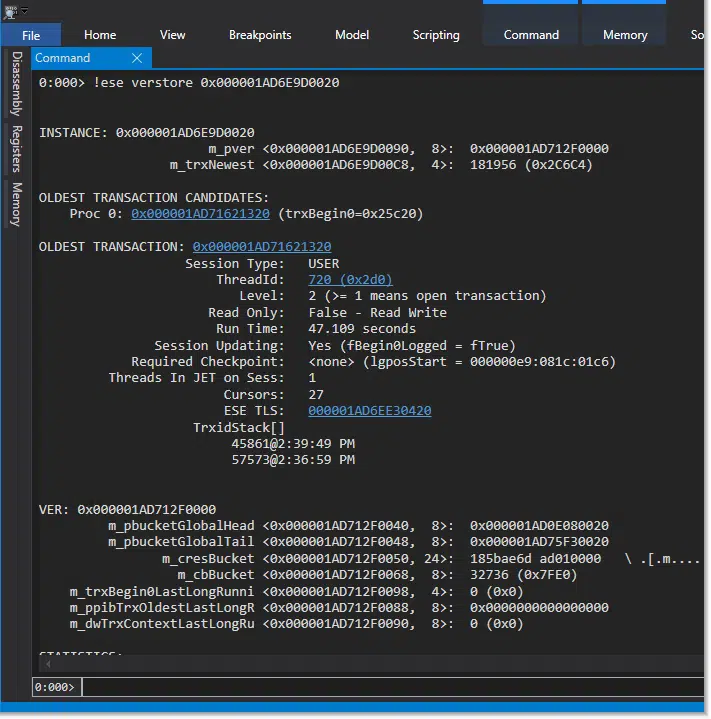 File Home View Breakpoints Model Scripting Command Memory So
Command
Disassembly
Registers
Memory
0:000> !ese verstore 0x000001AD6E9D0020
INSTANCE: 0x000001AD6E9D0020
m_pver <0x000001AD6E9D0090, 8>: 0x000001AD712F0000
m_trxNewest <0x000001AD6E9D00C8, 4>: 181956 (0x2C6C4)
OLDEST TRANSACTION CANDIDATES:
Proc 0: 0x000001AD71621320 (trxBegin0=0x25c20)
OLDEST TRANSACTION: 0x000001AD71621320
Session Type: USER
ThreadId: 720 (0x2d0)
Level: 2 (>= 1 means open transaction)
Read Only: False - Read Write
Run Time: 47.109 seconds
Session Updating: Yes (fBegin0Logged = fTrue)
Required Checkpoint: <none> (lgposStart = 000000e9:081c:01c6)
Threads In JET on Sess: 1
Cursors: 27
ESE TLS: 000001AD6EE30420
TrxidStack[]
45861@2:39:49 PM
57573@2:36:59 PM
VER: 0x000001AD712F0000
m_pbucketGlobalHead <0x000001AD712F0040, 8>: 0x000001AD0E080020
m_pbucketGlobalTail <0x000001AD712F0048, 8>: 0x000001AD75F30020
m_cresBucket <0x000001AD712F0050, 24>: 185bae6d ad010000 \ .[.m....
m_cbBucket <0x000001AD712F0068, 8>: 32736 (0x7FE0)
m_trxBegin0LastLongRunni <0x000001AD712F0098, 4>: 0 (0x0)
m_ppibTrxOldestLastLongR <0x000001AD712F0088, 8>: 0x0000000000000000
m_dwTrxContextLastLongRu <0x000001AD712F0090, 8>: 0 (0x0)
STATISTICS:
0:000>